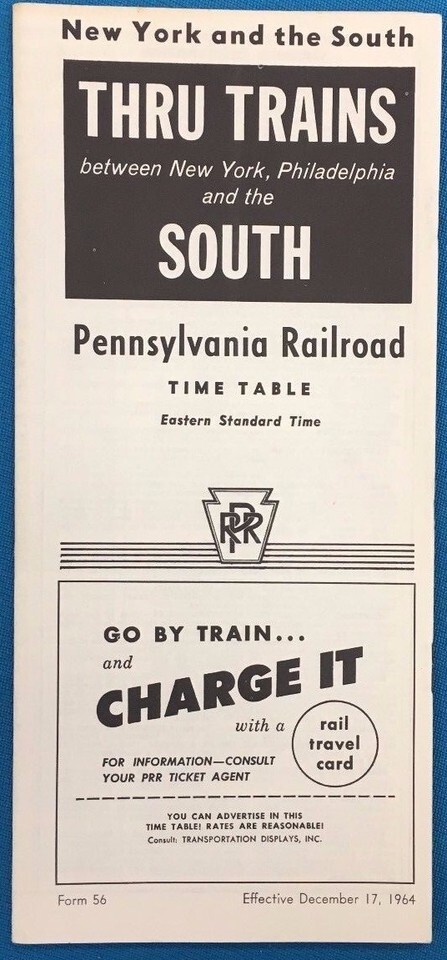 New York and the South
THRU TRAINS
between New York, Philadelphia
and the
SOUTH
Pennsylvania Railroad
TIME TABLE
Eastern Standard Time
PRR
GO BY TRAIN...
and
CHARGE IT
with a
rail
travel
card
FOR INFORMATION—CONSULT
YOUR PRR TICKET AGENT
YOU CAN ADVERTISE IN THIS
TIME TABLE! RATES ARE REASONABLE!
Consult: TRANSPORTATION DISPLAYS, INC.
Form 56
Effective December 17, 1964